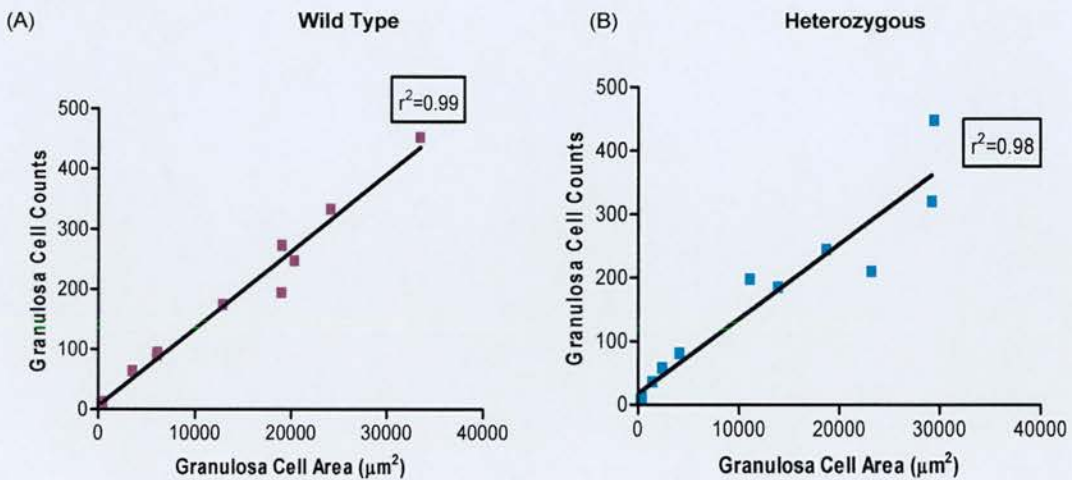 (A)
Wild Type
r²=0.99
500
400
300
200
100
0
Granulosa Cell Counts
0 10000 20000 30000 40000
Granulosa Cell Area (μm²)
(B)
Heterozygous
r²=0.98
500
400
300
200
100
0
Granulosa Cell Counts
0 10000 20000 30000 40000
Granulosa Cell Area (μm²)